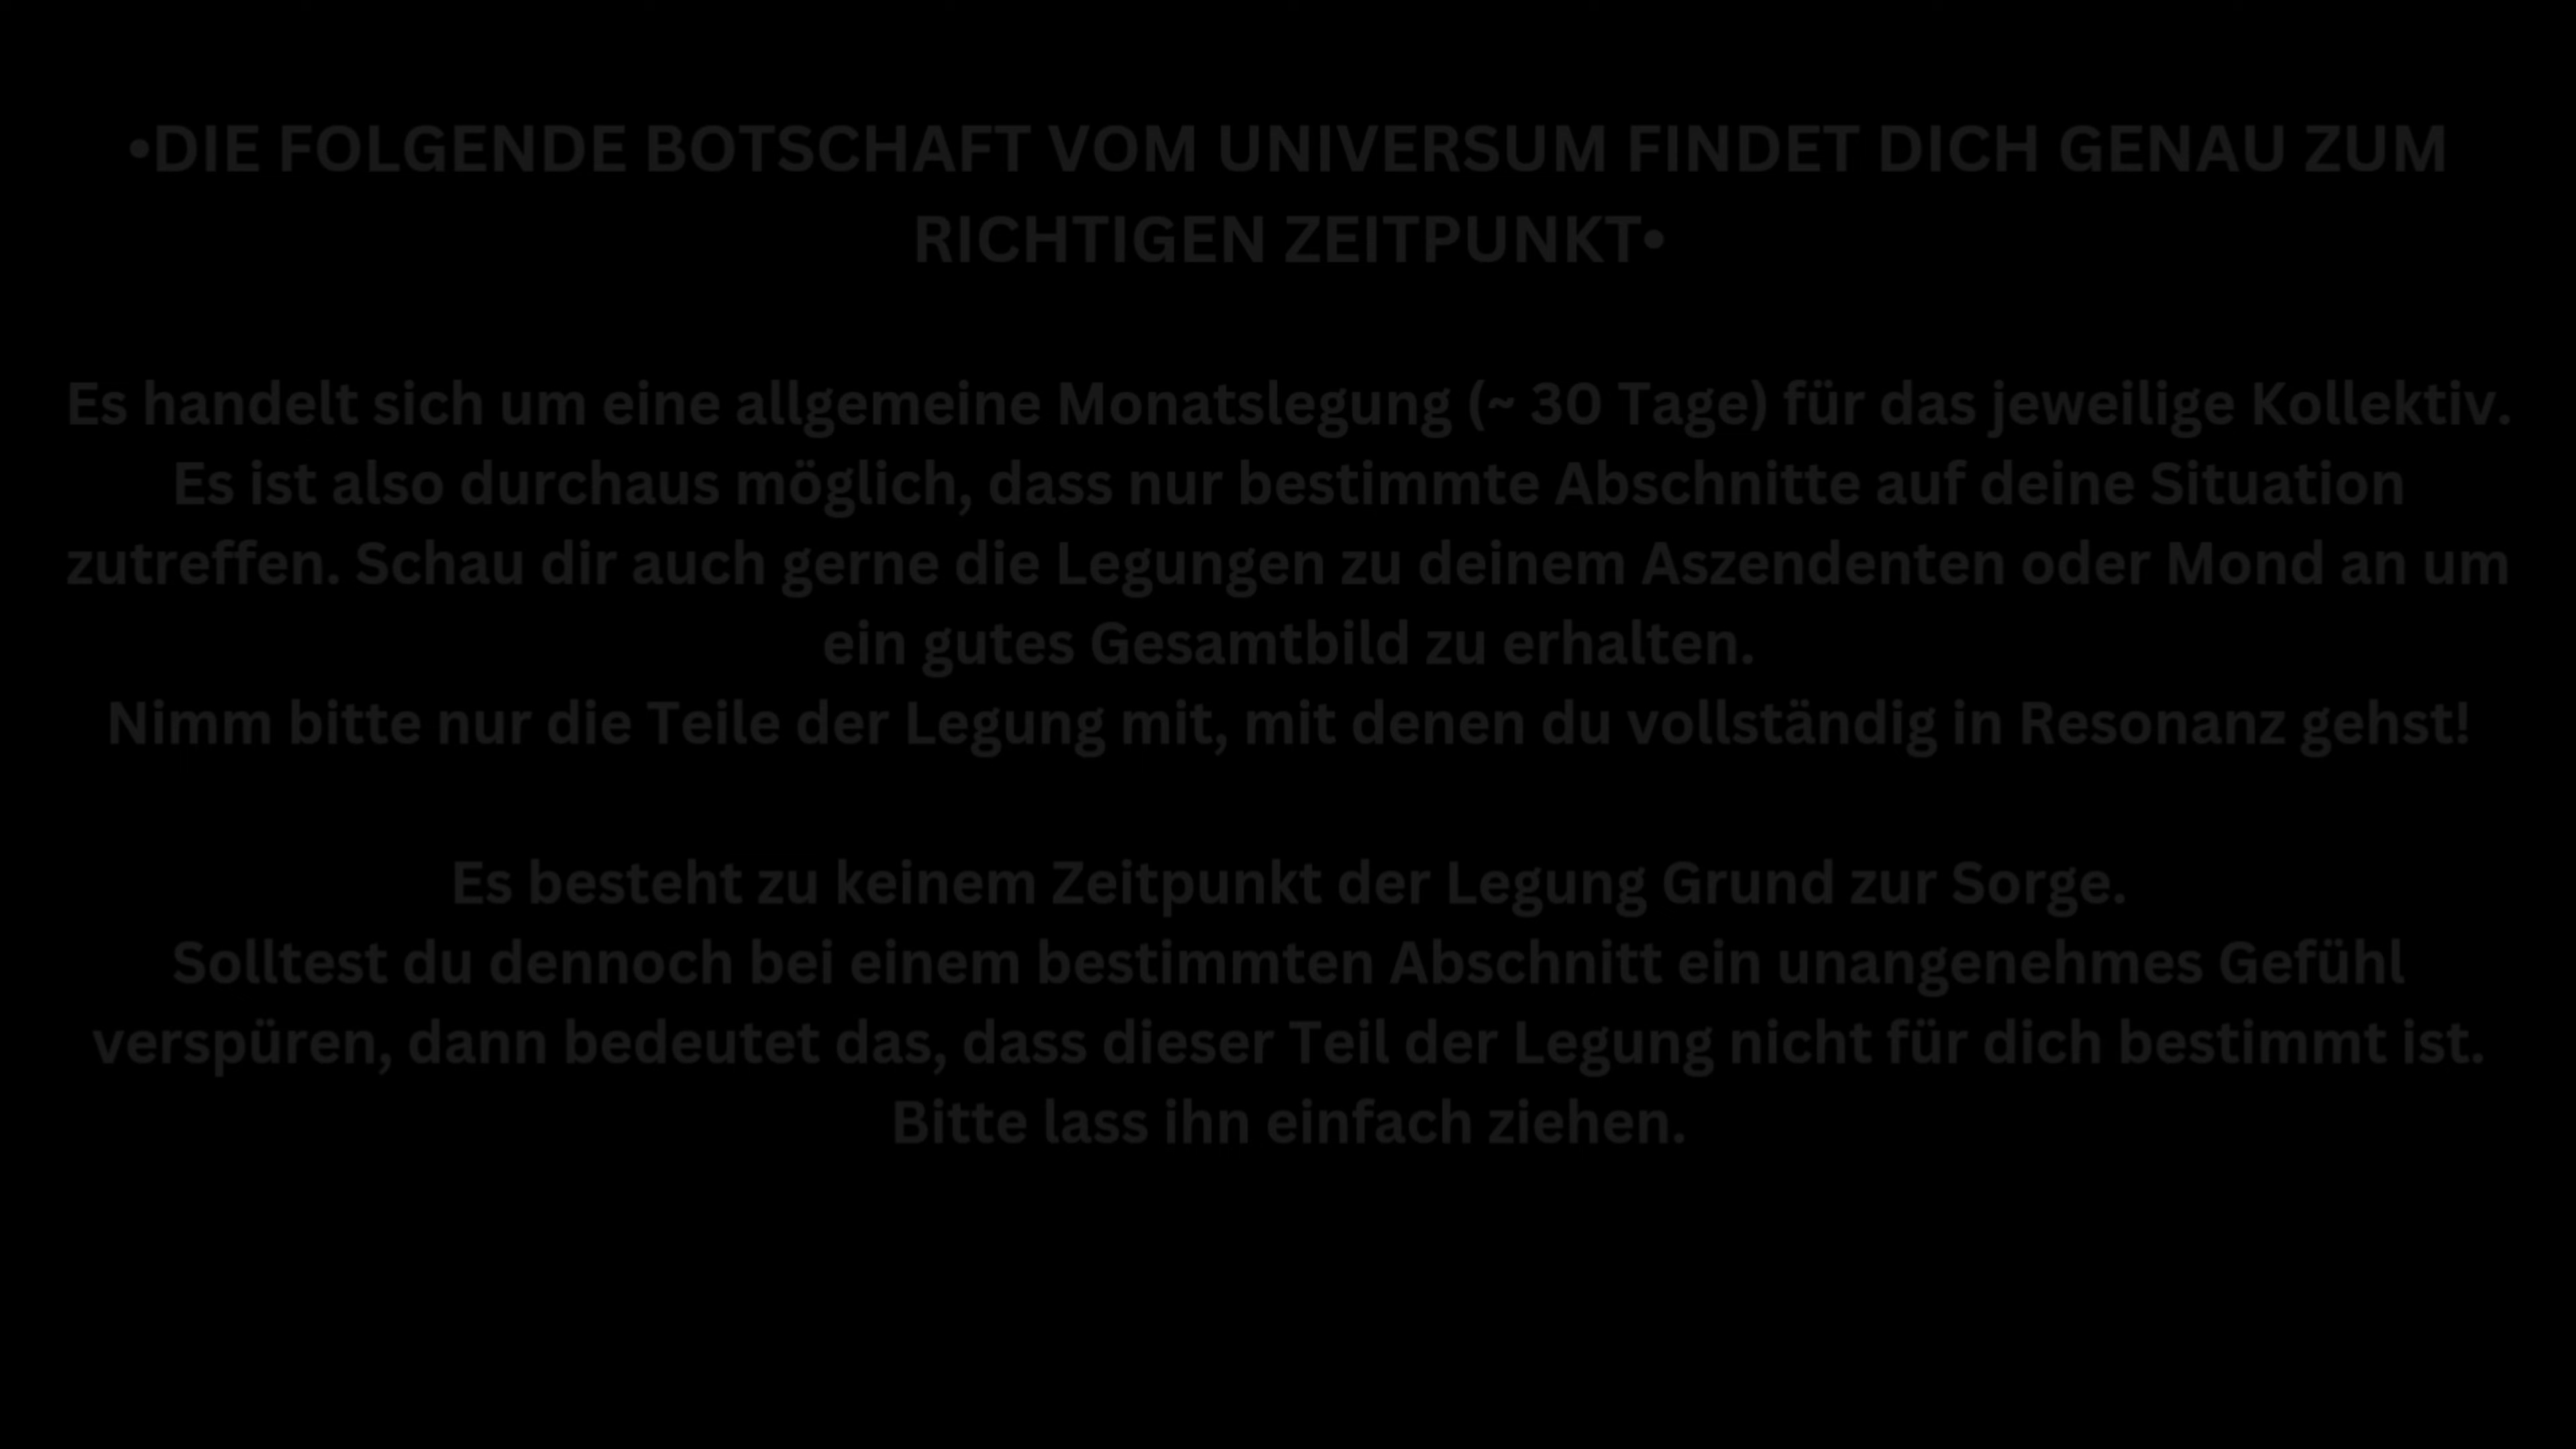 •DIE FOLGENDE BOTSCHAFT VOM UNIVERSUM FINDET DICH GENAU ZUM
RICHTIGEN ZEITPUNKT•
Es handelt sich um eine allgemeine Monatslegung (~ 30 Tage) für das jeweilige Kollektiv.
Es ist also durchaus möglich, dass nur bestimmte Abschnitte auf deine Situation
zutreffen. Schau dir auch gerne die Legungen zu deinem Aszendenten oder Mond an um
ein gutes Gesamtbild zu erhalten.
Nimm bitte nur die Teile der Legung mit, mit denen du vollständig in Resonanz gehst!
Es besteht zu keinem Zeitpunkt der Legung Grund zur Sorge.
Solltest du dennoch bei einem bestimmten Abschnitt ein unangenehmes Gefühl
verspüren, dann bedeutet das, dass dieser Teil der Legung nicht für dich bestimmt ist.
Bitte lass ihn einfach ziehen.